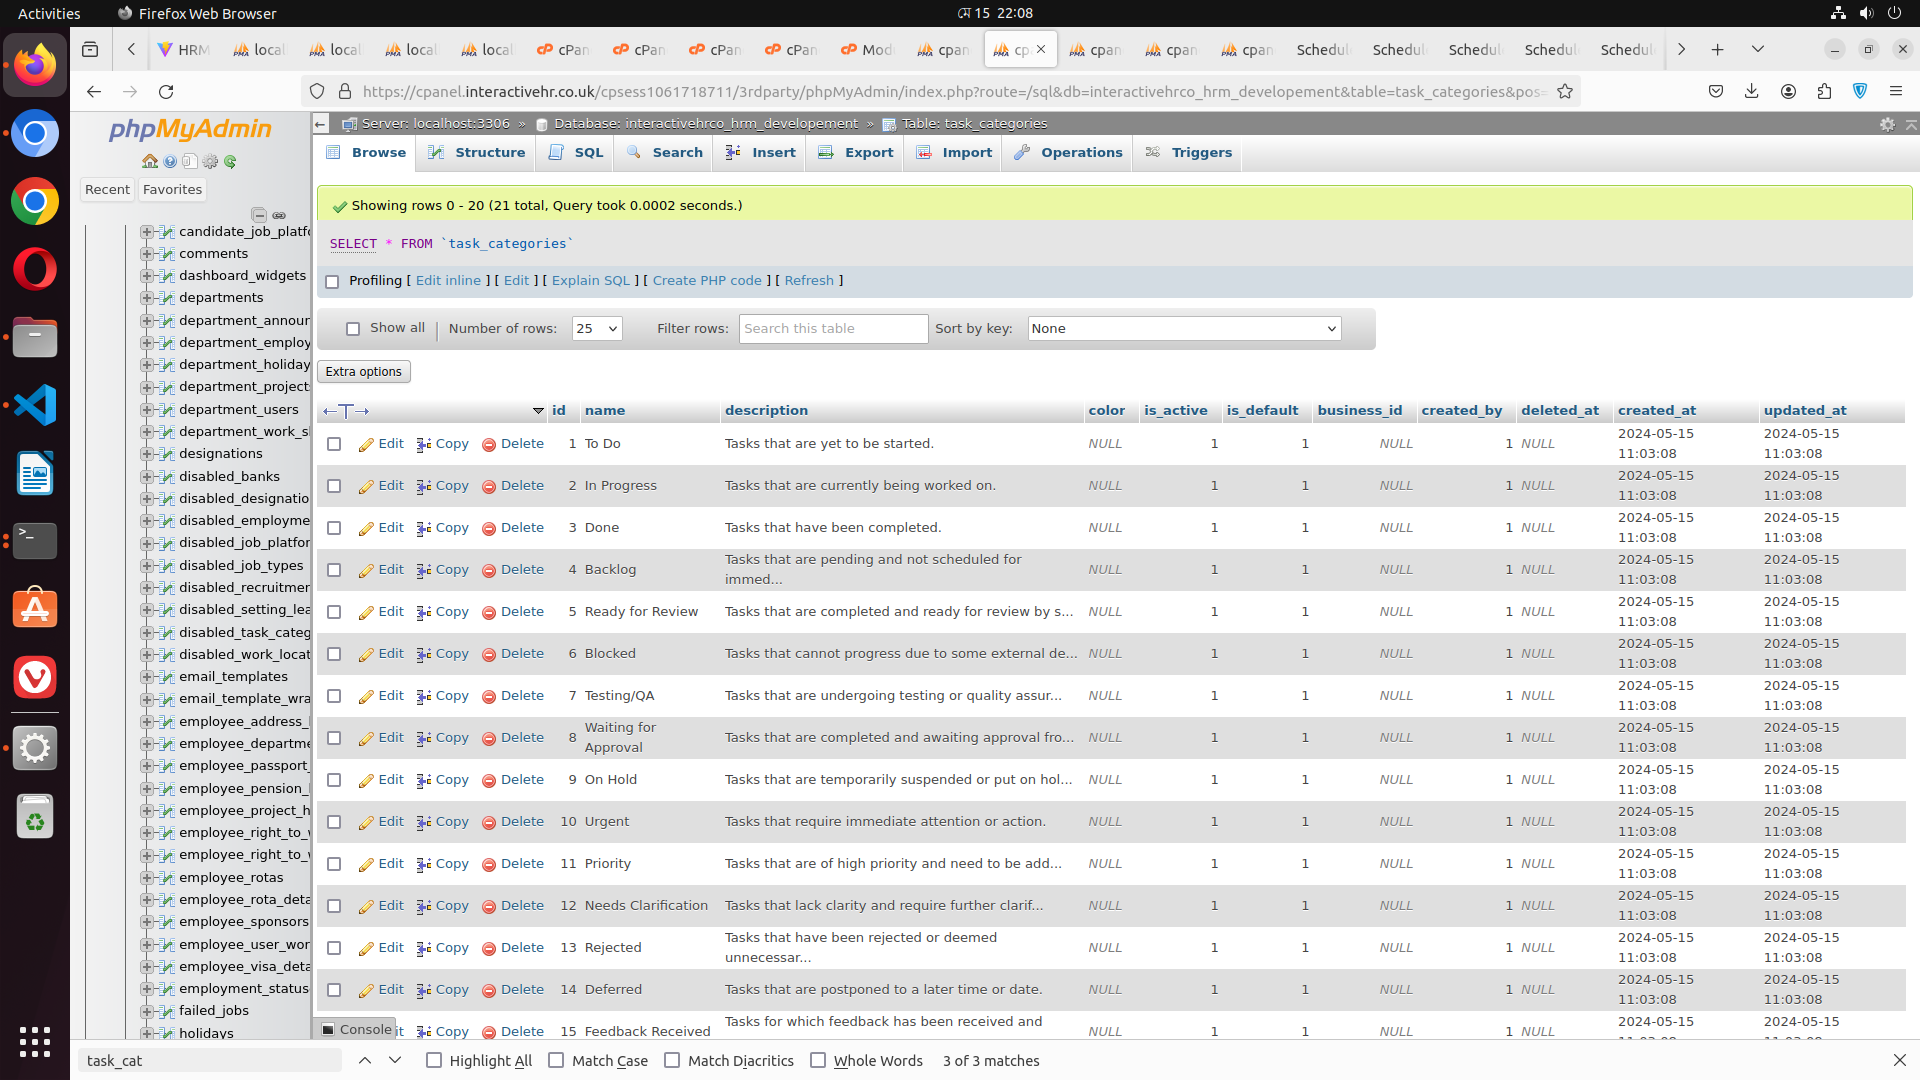 Activities
Firefox Web Browser
15 22:08
HRM
local
local
local
local
cPan
cPan
cPan
cPan
Modi
cpan
cp
cpan
cpan
cpan
Schedul
Schedul
Schedul
Schedul
Schedul
https://cpanel.interactivehr.co.uk/cpsess1061718711/3rdparty/phpMyAdmin/index.php?route=/sql&db=interactivehrco_hrm_developement&table=task_categories&pos=
phpMyAdmin
Recent
Favorites
candidate_job_platf
comments
dashboard_widgets
departments
department_annour
department_employ
department_holiday
department_projects
department_users
department_work_s
designations
disabled_banks
disabled_designatio
disabled_employme
disabled_job_platfor
disabled_job_types
disabled_recruitmer
disabled_setting_lea
disabled_task_categ
disabled_work_locat
email_templates
email_template_wra
employee_address_
employee_departme
employee_passport_
employee_pension_
employee_project_h
employee_right_to_
employee_right_to_
employee_rotas
employee_rota_deta
employee_sponsors
employee_user_wor
employee_visa_deta
employment_status
failed_jobs
holidays
Server: localhost:3306 » Database: interactivehrco_hrm_developement » Table: task_categories
Browse Structure SQL Search Insert Export Import Operations Triggers
Showing rows 0 - 20 (21 total, Query took 0.0002 seconds.)
SELECT * FROM `task_categories`
Profiling [ Edit inline ] [ Edit ] [ Explain SQL ] [ Create PHP code ] [ Refresh ]
Show all Number of rows: 25 Filter rows: Search this table Sort by key: None
Extra options
←T→ id name description color is_active is_default business_id created_by deleted_at created_at updated_at
Edit Copy Delete 1 To Do Tasks that are yet to be started. NULL 1 1 NULL 1 NULL 2024-05-15 2024-05-15
11:03:08 11:03:08
Edit Copy Delete 2 In Progress Tasks that are currently being worked on. NULL 1 1 NULL 1 NULL 2024-05-15 2024-05-15
11:03:08 11:03:08
Edit Copy Delete 3 Done Tasks that have been completed. NULL 1 1 NULL 1 NULL 2024-05-15 2024-05-15
11:03:08 11:03:08
Edit Copy Delete 4 Backlog Tasks that are pending and not scheduled for NULL 1 1 NULL 1 NULL 2024-05-15 2024-05-15
immed... 11:03:08 11:03:08
Edit Copy Delete 5 Ready for Review Tasks that are completed and ready for review by s... NULL 1 1 NULL 1 NULL 2024-05-15 2024-05-15
11:03:08 11:03:08
Edit Copy Delete 6 Blocked Tasks that cannot progress due to some external de... NULL 1 1 NULL 1 NULL 2024-05-15 2024-05-15
11:03:08 11:03:08
Edit Copy Delete 7 Testing/QA Tasks that are undergoing testing or quality assur... NULL 1 1 NULL 1 NULL 2024-05-15 2024-05-15
11:03:08 11:03:08
Edit Copy Delete 8 Waiting for Tasks that are completed and awaiting approval fro... NULL 1 1 NULL 1 NULL 2024-05-15 2024-05-15
Approval 11:03:08 11:03:08
Edit Copy Delete 9 On Hold Tasks that are temporarily suspended or put on hol... NULL 1 1 NULL 1 NULL 2024-05-15 2024-05-15
11:03:08 11:03:08
Edit Copy Delete 10 Urgent Tasks that require immediate attention or action. NULL 1 1 NULL 1 NULL 2024-05-15 2024-05-15
11:03:08 11:03:08
Edit Copy Delete 11 Priority Tasks that are of high priority and need to be add... NULL 1 1 NULL 1 NULL 2024-05-15 2024-05-15
11:03:08 11:03:08
Edit Copy Delete 12 Needs Clarification Tasks that lack clarity and require further clarif... NULL 1 1 NULL 1 NULL 2024-05-15 2024-05-15
11:03:08 11:03:08
Edit Copy Delete 13 Rejected Tasks that have been rejected or deemed NULL 1 1 NULL 1 NULL 2024-05-15 2024-05-15
unnecessar... 11:03:08 11:03:08
Edit Copy Delete 14 Deferred Tasks that are postponed to a later time or date. NULL 1 1 NULL 1 NULL 2024-05-15 2024-05-15
11:03:08 11:03:08
Copy Delete 15 Feedback Received Tasks for which feedback has been received and NULL 1 1 NULL 1 NULL 2024-05-15 2024-05-15
Console
task_cat Highlight All Match Case Match Diacritics Whole Words 3 of 3 matches